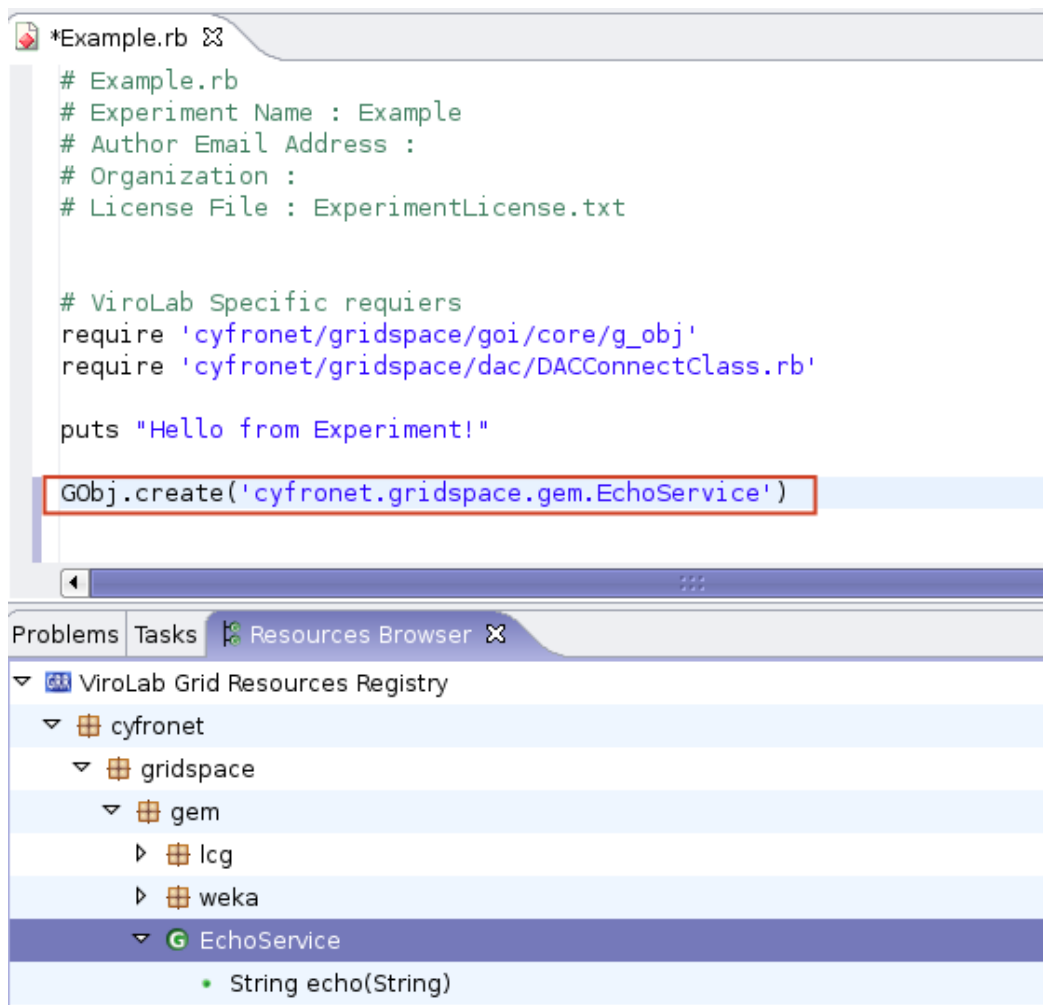 *Example.rb
# Example.rb
# Experiment Name : Example
# Author Email Address :
# Organization :
# License File : ExperimentLicense.txt
# ViroLab Specific requiers
require 'cyfronet/gridspace/goi/core/g_obj'
require 'cyfronet/gridspace/dac/DACConnectClass.rb'
puts "Hello from Experiment!"
GObj.create('cyfronet.gridspace.gem.EchoService')
Problems Tasks Resources Browser
ViroLab Grid Resources Registry
cyfronet
gridspace
gem
lcg
weka
G EchoService
String echo(String)